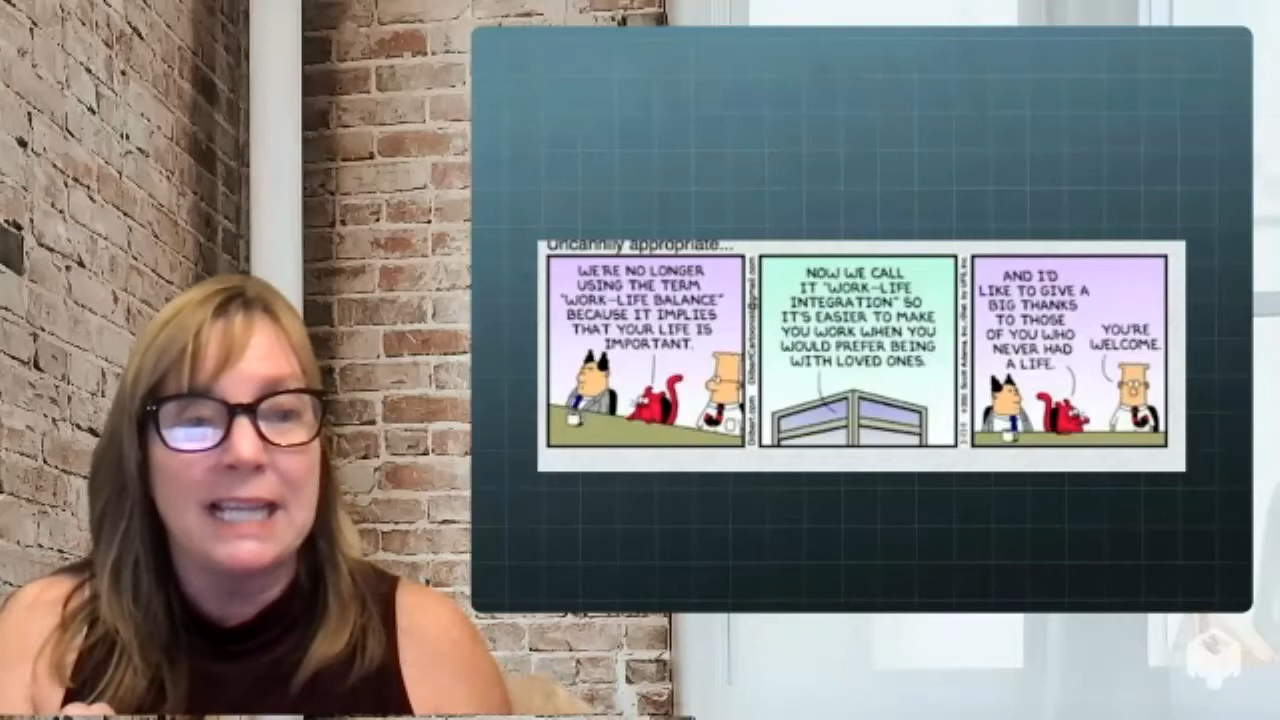 Uncannily appropriate...
WE'RE NO LONGER
USING THE TERM
"WORK-LIFE BALANCE"
BECAUSE IT IMPLIES
THAT YOUR LIFE IS
IMPORTANT.
NOW WE CALL
IT "WORK-LIFE
INTEGRATION" SO
IT'S EASIER TO MAKE
YOU WORK WHEN YOU
WOULD PREFER BEING
WITH LOVED ONES.
AND I'D
LIKE TO GIVE A
BIG THANKS
TO THOSE
OF YOU WHO
NEVER HAD
A LIFE.
YOU'RE
WELCOME.
Dilbert.com DilbertCartoonist@gmail.com